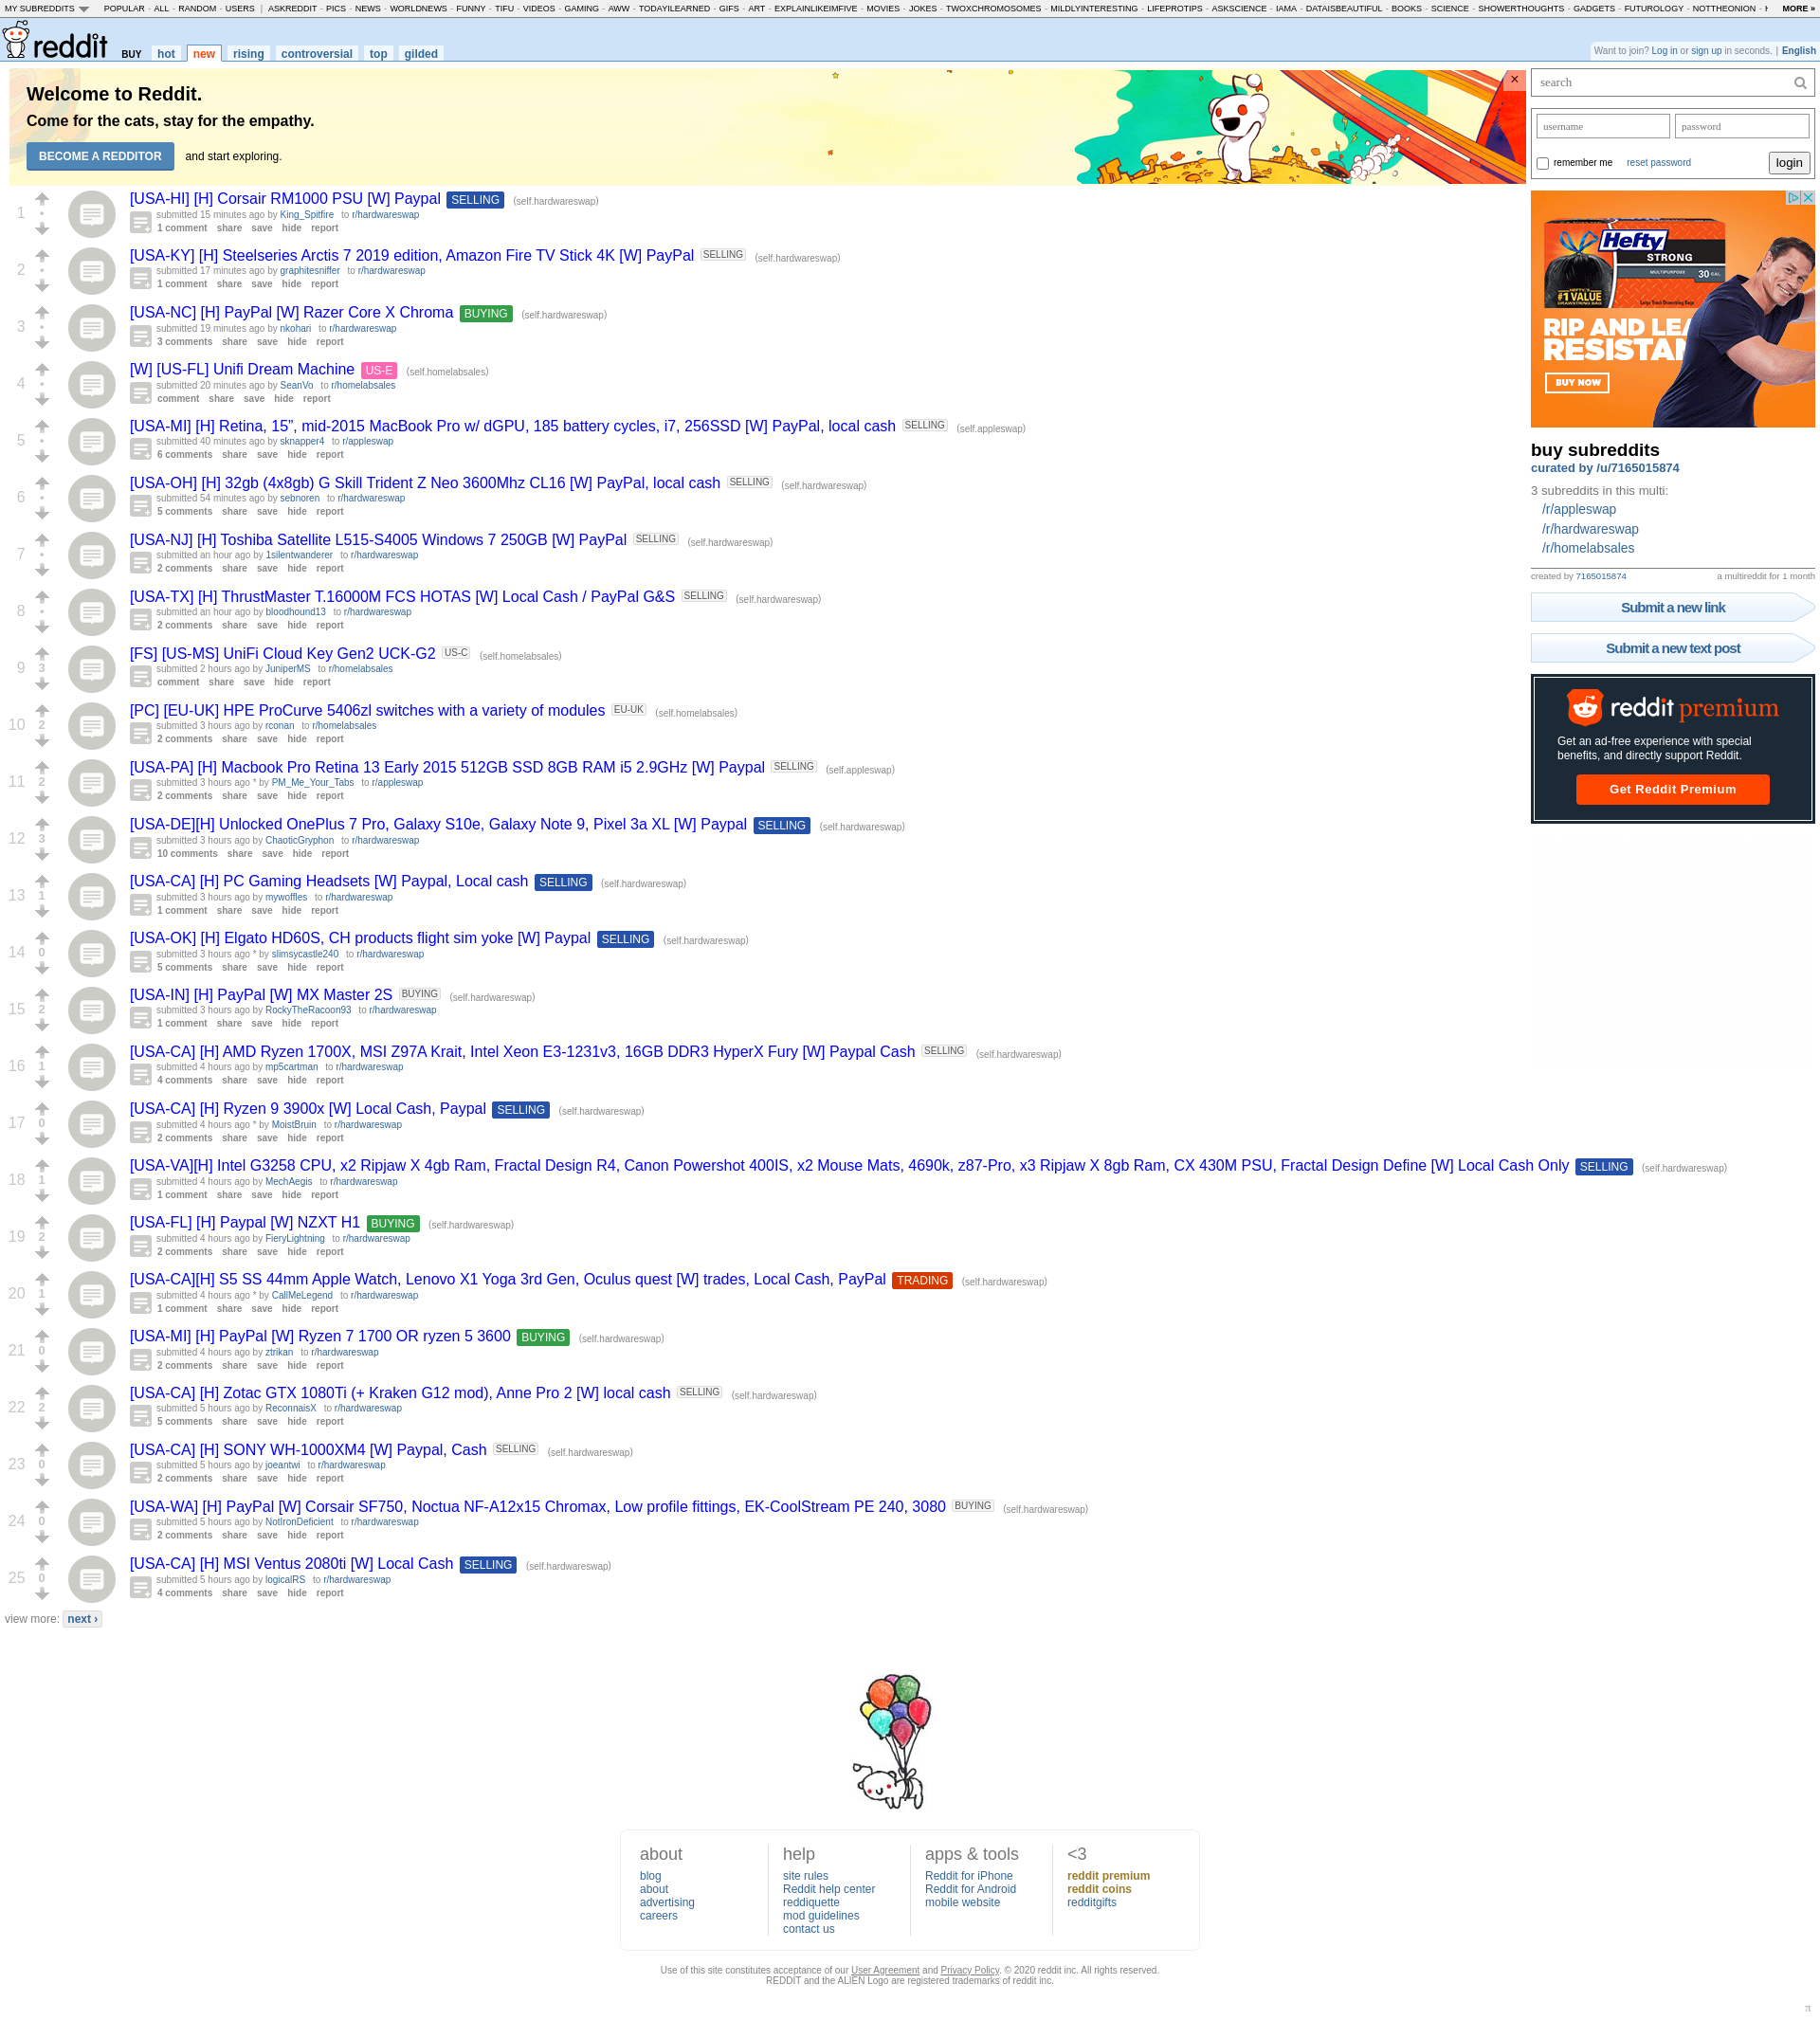 MY SUBREDDITS POPULAR - ALL - RANDOM - USERS | ASKREDDIT - PICS - NEWS - WORLDNEWS - FUNNY - TIFU - VIDEOS - GAMING - AWW - TODAYILEARNED - GIFS - ART - EXPLAINLIKEIMFIVE - MOVIES - JOKES - TWOXCHROMOSOMES - MILDLYINTERESTING - LIFEPROTIPS - ASKSCIENCE - IAMA - DATAISBEAUTIFUL - BOOKS - SCIENCE - SHOWERTHOUGHTS - GADGETS - FUTUROLOGY - NOTTHEONION - MORE »
reddit BUY hot new rising controversial top gilded
Want to join? Log in or sign up in seconds. | English
Welcome to Reddit.
Come for the cats, stay for the empathy.
BECOME A REDDITOR and start exploring.
×
1
[USA-HI] [H] Corsair RM1000 PSU [W] Paypal SELLING (self.hardwareswap)
submitted 15 minutes ago by King_Spitfire to r/hardwareswap
1 comment share save hide report
2
[USA-KY] [H] Steelseries Arctis 7 2019 edition, Amazon Fire TV Stick 4K [W] PayPal SELLING (self.hardwareswap)
submitted 17 minutes ago by graphitesniffer to r/hardwareswap
1 comment share save hide report
3
[USA-NC] [H] PayPal [W] Razer Core X Chroma BUYING (self.hardwareswap)
submitted 19 minutes ago by nkohari to r/hardwareswap
3 comments share save hide report
4
[W] [US-FL] Unifi Dream Machine US-E (self.homelabsales)
submitted 20 minutes ago by SeanVo to r/homelabsales
comment share save hide report
5
[USA-MI] [H] Retina, 15”, mid-2015 MacBook Pro w/ dGPU, 185 battery cycles, i7, 256SSD [W] PayPal, local cash SELLING (self.appleswap)
submitted 40 minutes ago by sknapper4 to r/appleswap
6 comments share save hide report
6
[USA-OH] [H] 32gb (4x8gb) G Skill Trident Z Neo 3600Mhz CL16 [W] PayPal, local cash SELLING (self.hardwareswap)
submitted 54 minutes ago by sebnoren to r/hardwareswap
5 comments share save hide report
7
[USA-NJ] [H] Toshiba Satellite L515-S4005 Windows 7 250GB [W] PayPal SELLING (self.hardwareswap)
submitted an hour ago by 1silentwanderer to r/hardwareswap
2 comments share save hide report
8
[USA-TX] [H] ThrustMaster T.16000M FCS HOTAS [W] Local Cash / PayPal G&S SELLING (self.hardwareswap)
submitted an hour ago by bloodhound13 to r/hardwareswap
2 comments share save hide report
9 3
[FS] [US-MS] UniFi Cloud Key Gen2 UCK-G2 US-C (self.homelabsales)
submitted 2 hours ago by JuniperMS to r/homelabsales
comment share save hide report
10 2
[PC] [EU-UK] HPE ProCurve 5406zl switches with a variety of modules EU-UK (self.homelabsales)
submitted 3 hours ago by rconan to r/homelabsales
2 comments share save hide report
11 2
[USA-PA] [H] Macbook Pro Retina 13 Early 2015 512GB SSD 8GB RAM i5 2.9GHz [W] Paypal SELLING (self.appleswap)
submitted 3 hours ago * by PM_Me_Your_Tabs to r/appleswap
2 comments share save hide report
12 3
[USA-DE][H] Unlocked OnePlus 7 Pro, Galaxy S10e, Galaxy Note 9, Pixel 3a XL [W] Paypal SELLING (self.hardwareswap)
submitted 3 hours ago by ChaoticGryphon to r/hardwareswap
10 comments share save hide report
13 1
[USA-CA] [H] PC Gaming Headsets [W] Paypal, Local cash SELLING (self.hardwareswap)
submitted 3 hours ago by mywoffles to r/hardwareswap
1 comment share save hide report
14 0
[USA-OK] [H] Elgato HD60S, CH products flight sim yoke [W] Paypal SELLING (self.hardwareswap)
submitted 3 hours ago * by slimsycastle240 to r/hardwareswap
5 comments share save hide report
15 2
[USA-IN] [H] PayPal [W] MX Master 2S BUYING (self.hardwareswap)
submitted 3 hours ago by RockyTheRacoon93 to r/hardwareswap
1 comment share save hide report
16 1
[USA-CA] [H] AMD Ryzen 1700X, MSI Z97A Krait, Intel Xeon E3-1231v3, 16GB DDR3 HyperX Fury [W] Paypal Cash SELLING (self.hardwareswap)
submitted 4 hours ago by mp5cartman to r/hardwareswap
4 comments share save hide report
17 0
[USA-CA] [H] Ryzen 9 3900x [W] Local Cash, Paypal SELLING (self.hardwareswap)
submitted 4 hours ago * by MoistBruin to r/hardwareswap
2 comments share save hide report
18 1
[USA-VA][H] Intel G3258 CPU, x2 Ripjaw X 4gb Ram, Fractal Design R4, Canon Powershot 400IS, x2 Mouse Mats, 4690k, z87-Pro, x3 Ripjaw X 8gb Ram, CX 430M PSU, Fractal Design Define [W] Local Cash Only SELLING (self.hardwareswap)
submitted 4 hours ago by MechAegis to r/hardwareswap
1 comment share save hide report
19 2
[USA-FL] [H] Paypal [W] NZXT H1 BUYING (self.hardwareswap)
submitted 4 hours ago by FieryLightning to r/hardwareswap
2 comments share save hide report
20 1
[USA-CA][H] S5 SS 44mm Apple Watch, Lenovo X1 Yoga 3rd Gen, Oculus quest [W] trades, Local Cash, PayPal TRADING (self.hardwareswap)
submitted 4 hours ago * by CallMeLegend to r/hardwareswap
1 comment share save hide report
21 0
[USA-MI] [H] PayPal [W] Ryzen 7 1700 OR ryzen 5 3600 BUYING (self.hardwareswap)
submitted 4 hours ago by ztrikan to r/hardwareswap
2 comments share save hide report
22 2
[USA-CA] [H] Zotac GTX 1080Ti (+ Kraken G12 mod), Anne Pro 2 [W] local cash SELLING (self.hardwareswap)
submitted 5 hours ago by ReconnaisX to r/hardwareswap
5 comments share save hide report
23 0
[USA-CA] [H] SONY WH-1000XM4 [W] Paypal, Cash SELLING (self.hardwareswap)
submitted 5 hours ago by joeantwi to r/hardwareswap
2 comments share save hide report
24 0
[USA-WA] [H] PayPal [W] Corsair SF750, Noctua NF-A12x15 Chromax, Low profile fittings, EK-CoolStream PE 240, 3080 BUYING (self.hardwareswap)
submitted 5 hours ago by NotIronDeficient to r/hardwareswap
2 comments share save hide report
25 0
[USA-CA] [H] MSI Ventus 2080ti [W] Local Cash SELLING (self.hardwareswap)
submitted 5 hours ago by logicalRS to r/hardwareswap
4 comments share save hide report
view more: next ›
search
username password
remember me reset password login
Hefty
STRONG
MULTIPURPOSE 30 GAL
#1 VALUE
RIP AND LEA
RESISTAN
BUY NOW
buy subreddits
curated by /u/7165015874
3 subreddits in this multi:
/r/appleswap
/r/hardwareswap
/r/homelabsales
created by 7165015874 a multireddit for 1 month
Submit a new link
Submit a new text post
reddit premium
Get an ad-free experience with special
benefits, and directly support Reddit.
Get Reddit Premium
about
blog
about
advertising
careers
help
site rules
Reddit help center
reddiquette
mod guidelines
contact us
apps & tools
Reddit for iPhone
Reddit for Android
mobile website
<3
reddit premium
reddit coins
redditgifts
Use of this site constitutes acceptance of our User Agreement and Privacy Policy. © 2020 reddit inc. All rights reserved.
REDDIT and the ALIEN Logo are registered trademarks of reddit inc.
π